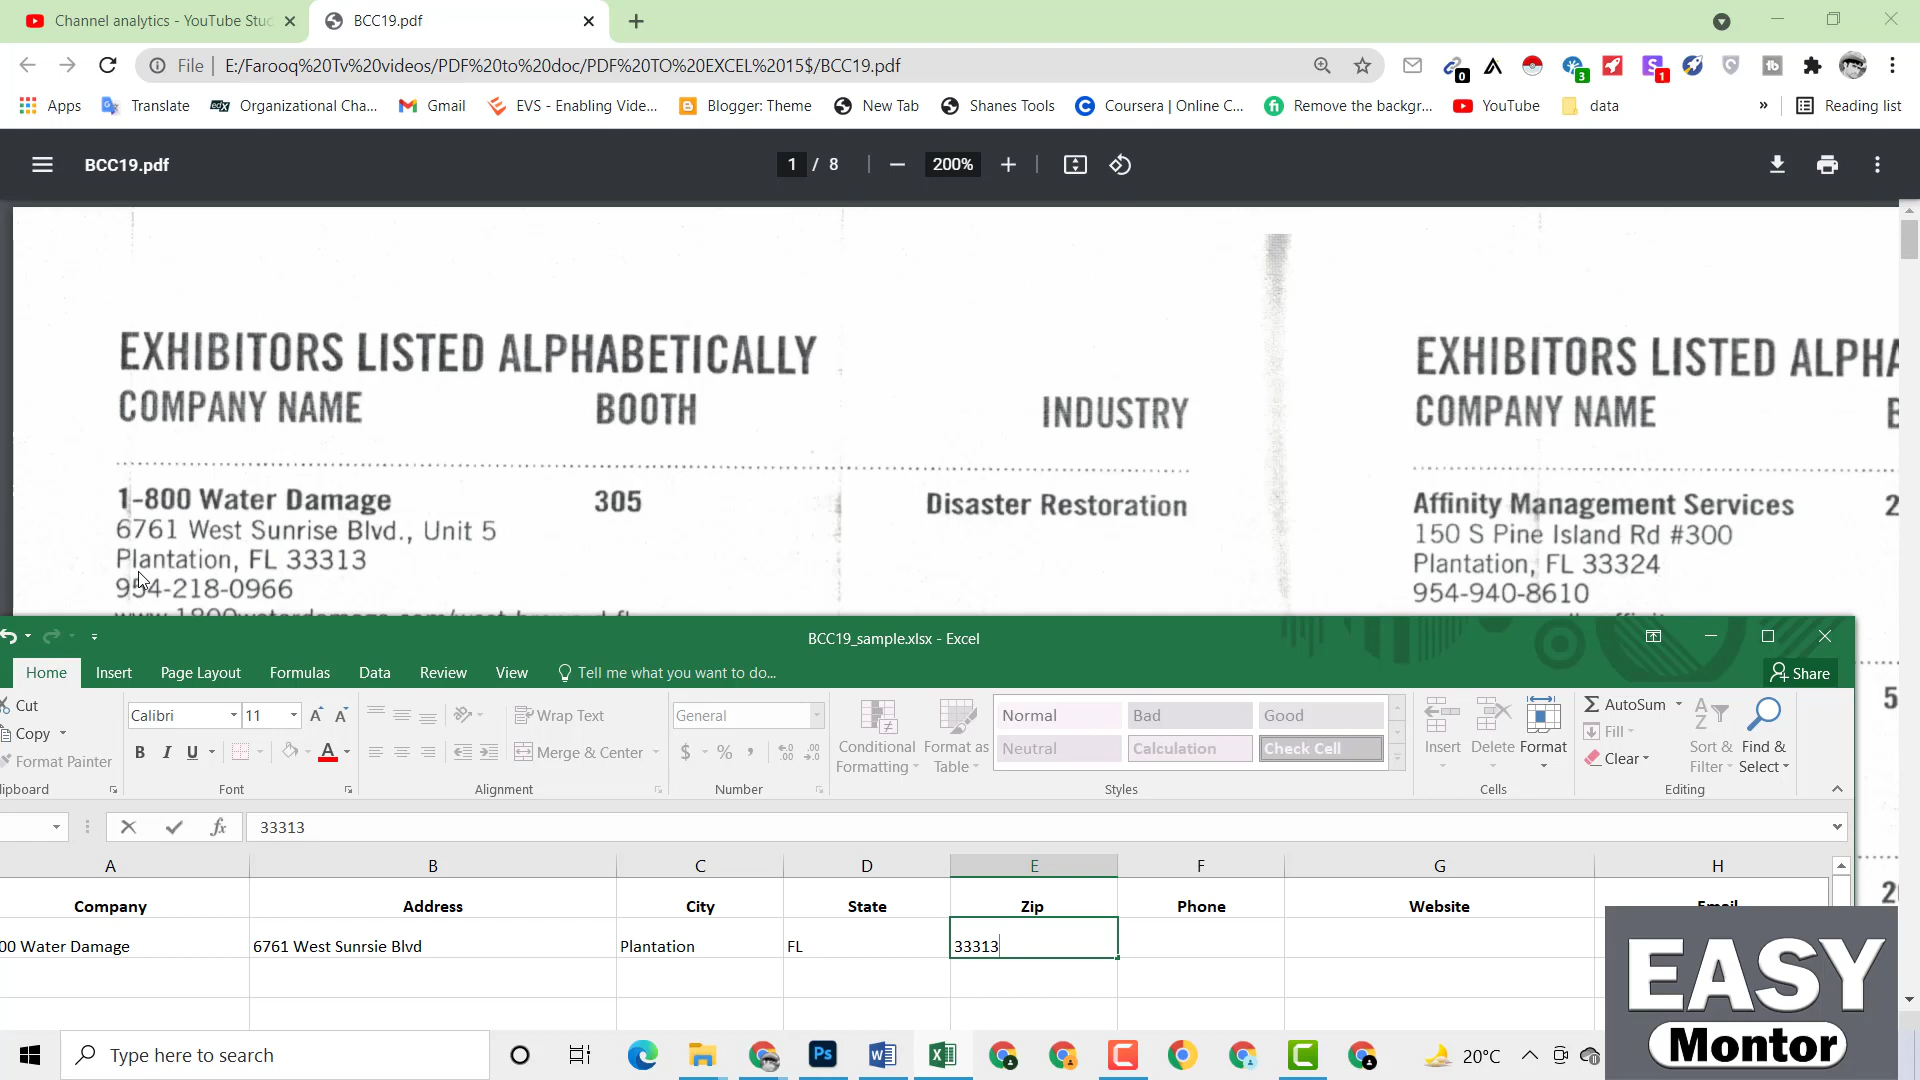 Channel analytics - YouTube Stud
BCC19.pdf
File
E:/Farooq%20Tv%20videos/PDF%20to%20doc/PDF%20TO%20EXCEL%2015$/BCC19.pdf
0
3
1
Apps
Translate
Organizational Cha...
Gmail
EVS - Enabling Vide...
Blogger: Theme
New Tab
Shanes Tools
Coursera | Online C...
Remove the backgr...
YouTube
data
»
Reading list
BCC19.pdf
1 / 8
200%
EXHIBITORS LISTED ALPHABETICALLY
COMPANY NAME BOOTH INDUSTRY
1-800 Water Damage 305 Disaster Restoration
6761 West Sunrise Blvd., Unit 5
Plantation, FL 33313
954-218-0966
EXHIBITORS LISTED ALPHA
COMPANY NAME
Affinity Management Services 2
150 S Pine Island Rd #300
Plantation, FL 33324
954-940-8610
BCC19_sample.xlsx - Excel
Home Insert Page Layout Formulas Data Review View Tell me what you want to do... Share
Cut
Copy
Format Painter
lipboard
Calibri 11
B I U
Font
Wrap Text
Merge & Center
Alignment
General
$ % ,
Number
Conditional Formatting
Format as Table
Normal Bad Good
Neutral Calculation Check Cell
Styles
Insert Delete Format
Cells
AutoSum
Fill
Clear
Sort & Filter
Find & Select
Editing
fx 33313
A B C D E F G H
Company Address City State Zip Phone Website Email
00 Water Damage 6761 West Sunrsie Blvd Plantation FL 33313
EASY
Montor
Type here to search
20°C